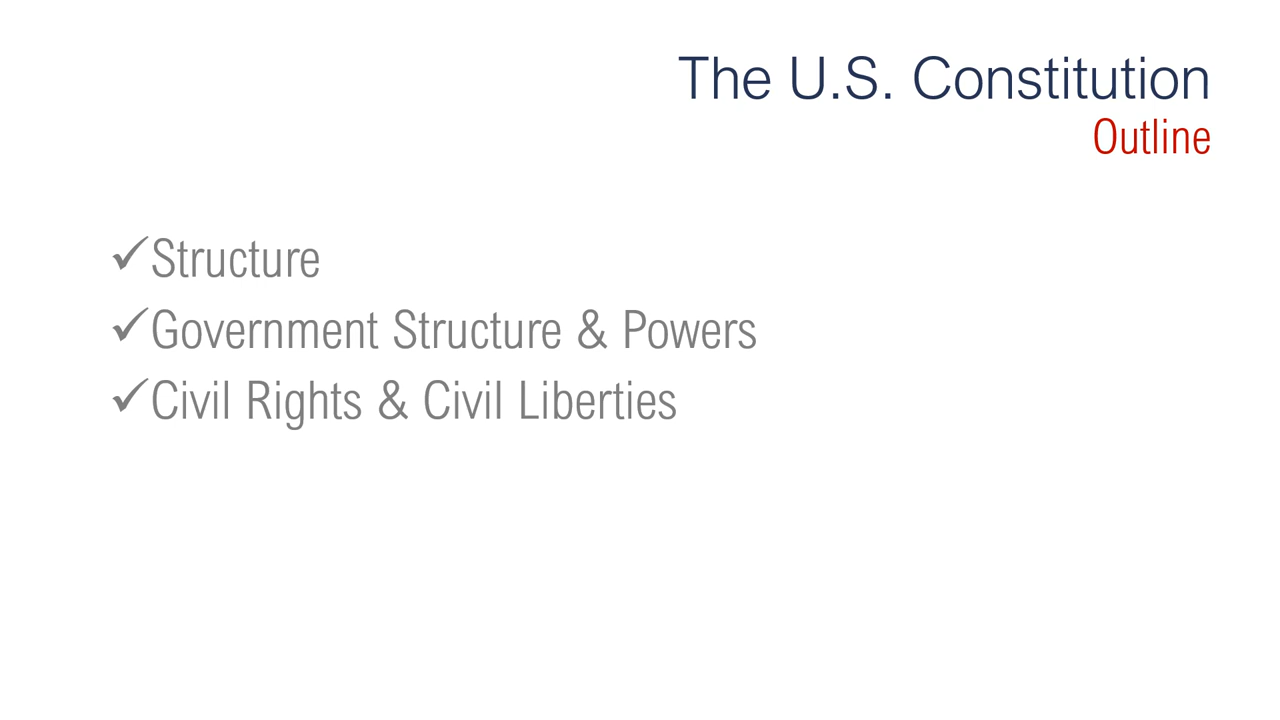 The U.S. Constitution
Outline
✓Structure
✓Government Structure & Powers
✓Civil Rights & Civil Liberties